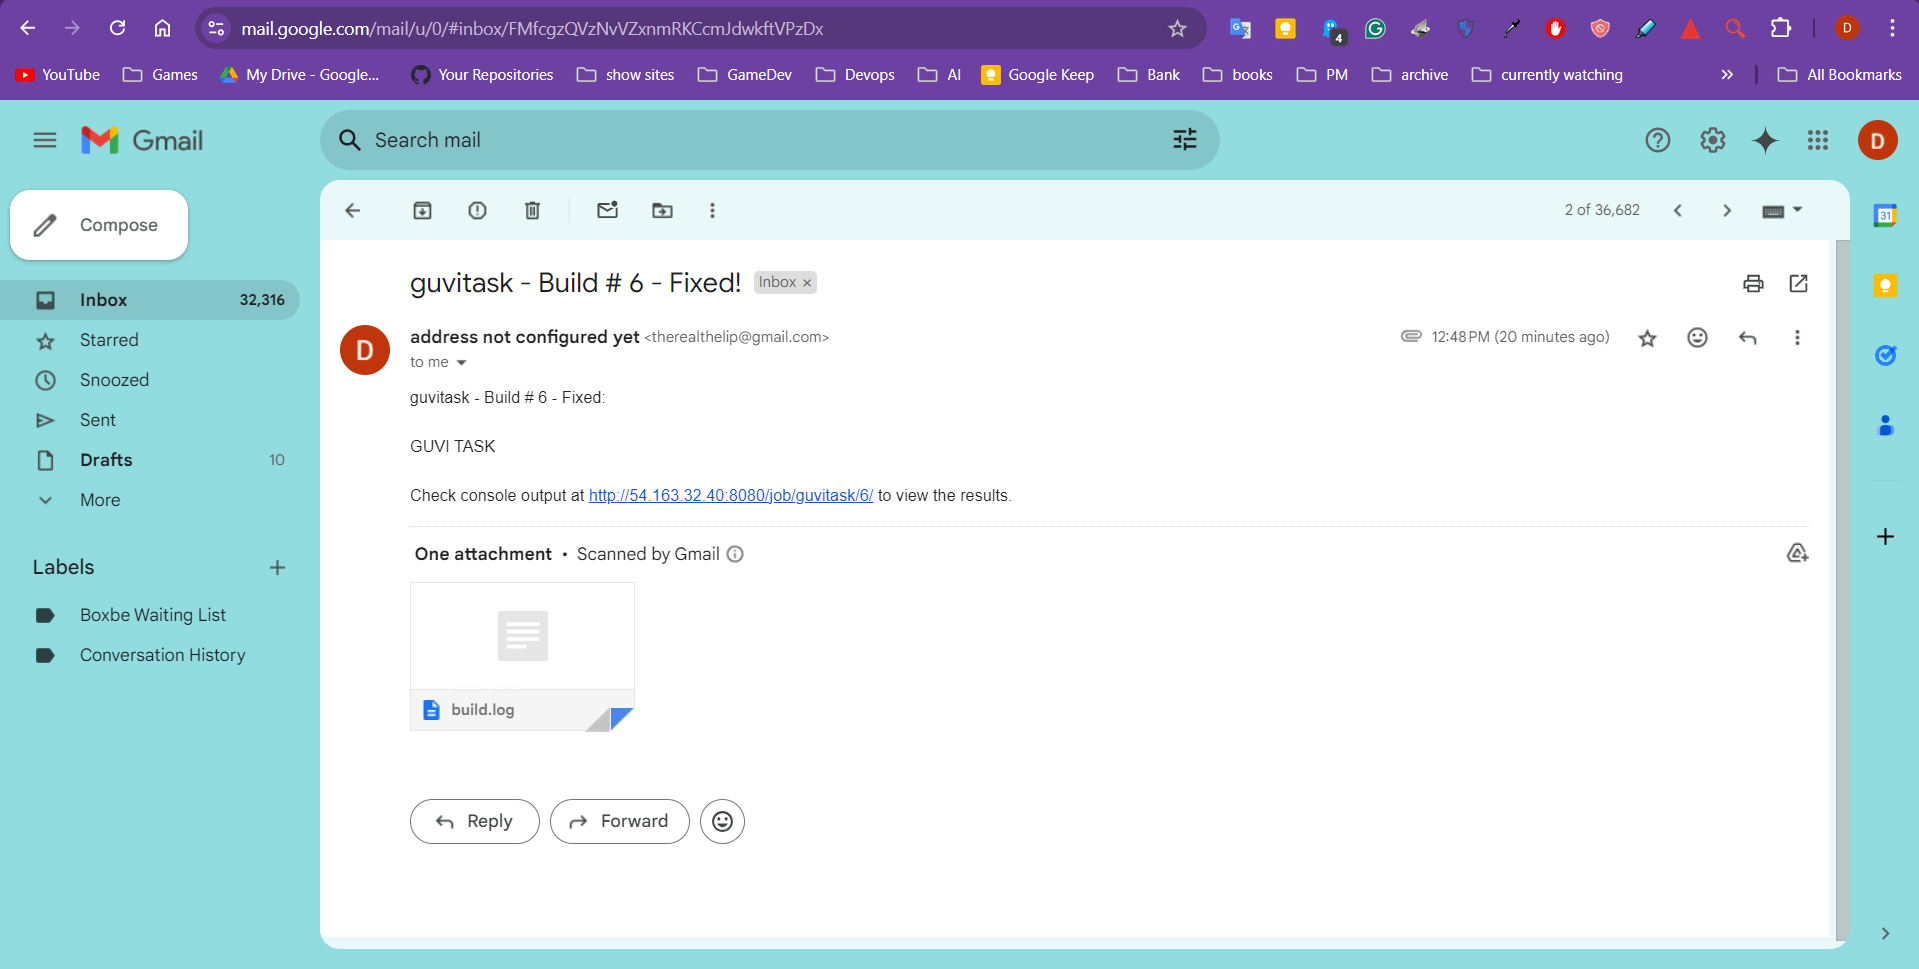 mail.google.com/mail/u/0/#inbox/FMfcgzQVzNvVZxnmRKCcmJdwkftVPzDx
4
D
YouTube
Games
My Drive - Google...
Your Repositories
show sites
GameDev
Devops
AI
Google Keep
Bank
books
PM
archive
currently watching
»
All Bookmarks
Gmail
Search mail
D
Compose
2 of 36,682
31
Inbox 32,316
Starred
Snoozed
Sent
Drafts 10
More
Labels
Boxbe Waiting List
Conversation History
guvitask - Build # 6 - Fixed! Inbox ×
D
address not configured yet <therealthelip@gmail.com> 12:48 PM (20 minutes ago)
to me
guvitask - Build # 6 - Fixed:
GUVI TASK
Check console output at http://54.163.32.40:8080/job/guvitask/6/ to view the results.
One attachment • Scanned by Gmail
build.log
Reply
Forward